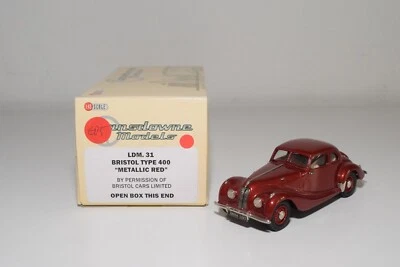 SCALE
Lansdowne
Models
LDM. 31
BRISTOL TYPE 400
"METALLIC RED"
BY PERMISSION OF
BRISTOL CARS LIMITED
OPEN BOX THIS END